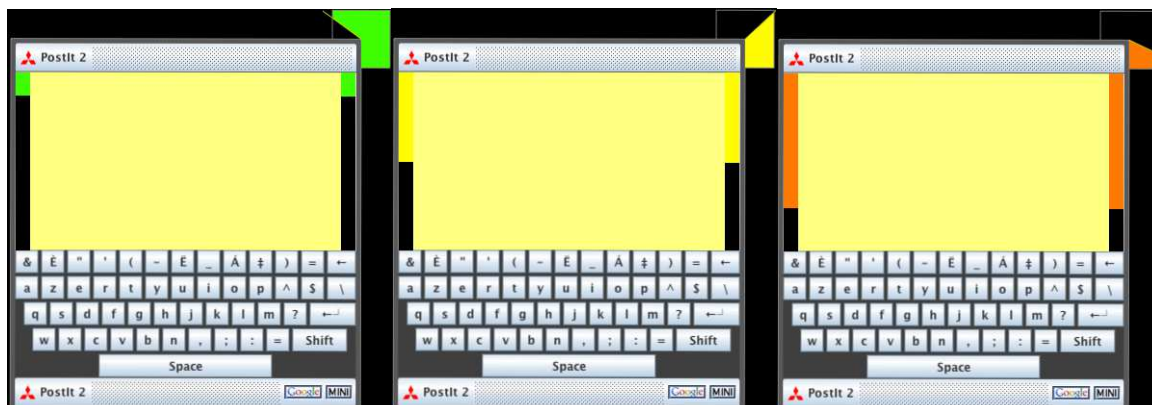 PostIt 2 PostIt 2 PostIt 2
& È " ' ( – Ë _ Á ‡ ) = ← & È " ' ( – Ë _ Á ‡ ) = ← & È " ' ( – Ë _ Á ‡ ) = ←
a z e r t y u i o p ^ $ \ a z e r t y u i o p ^ $ \ a z e r t y u i o p ^ $ \
q s d f g h j k l m ? ↵ q s d f g h j k l m ? ↵ q s d f g h j k l m ? ↵
w x c v b n , ; : = Shift w x c v b n , ; : = Shift w x c v b n , ; : = Shift
Space Space Space
PostIt 2 Google MINI PostIt 2 Google MINI PostIt 2 Google MINI